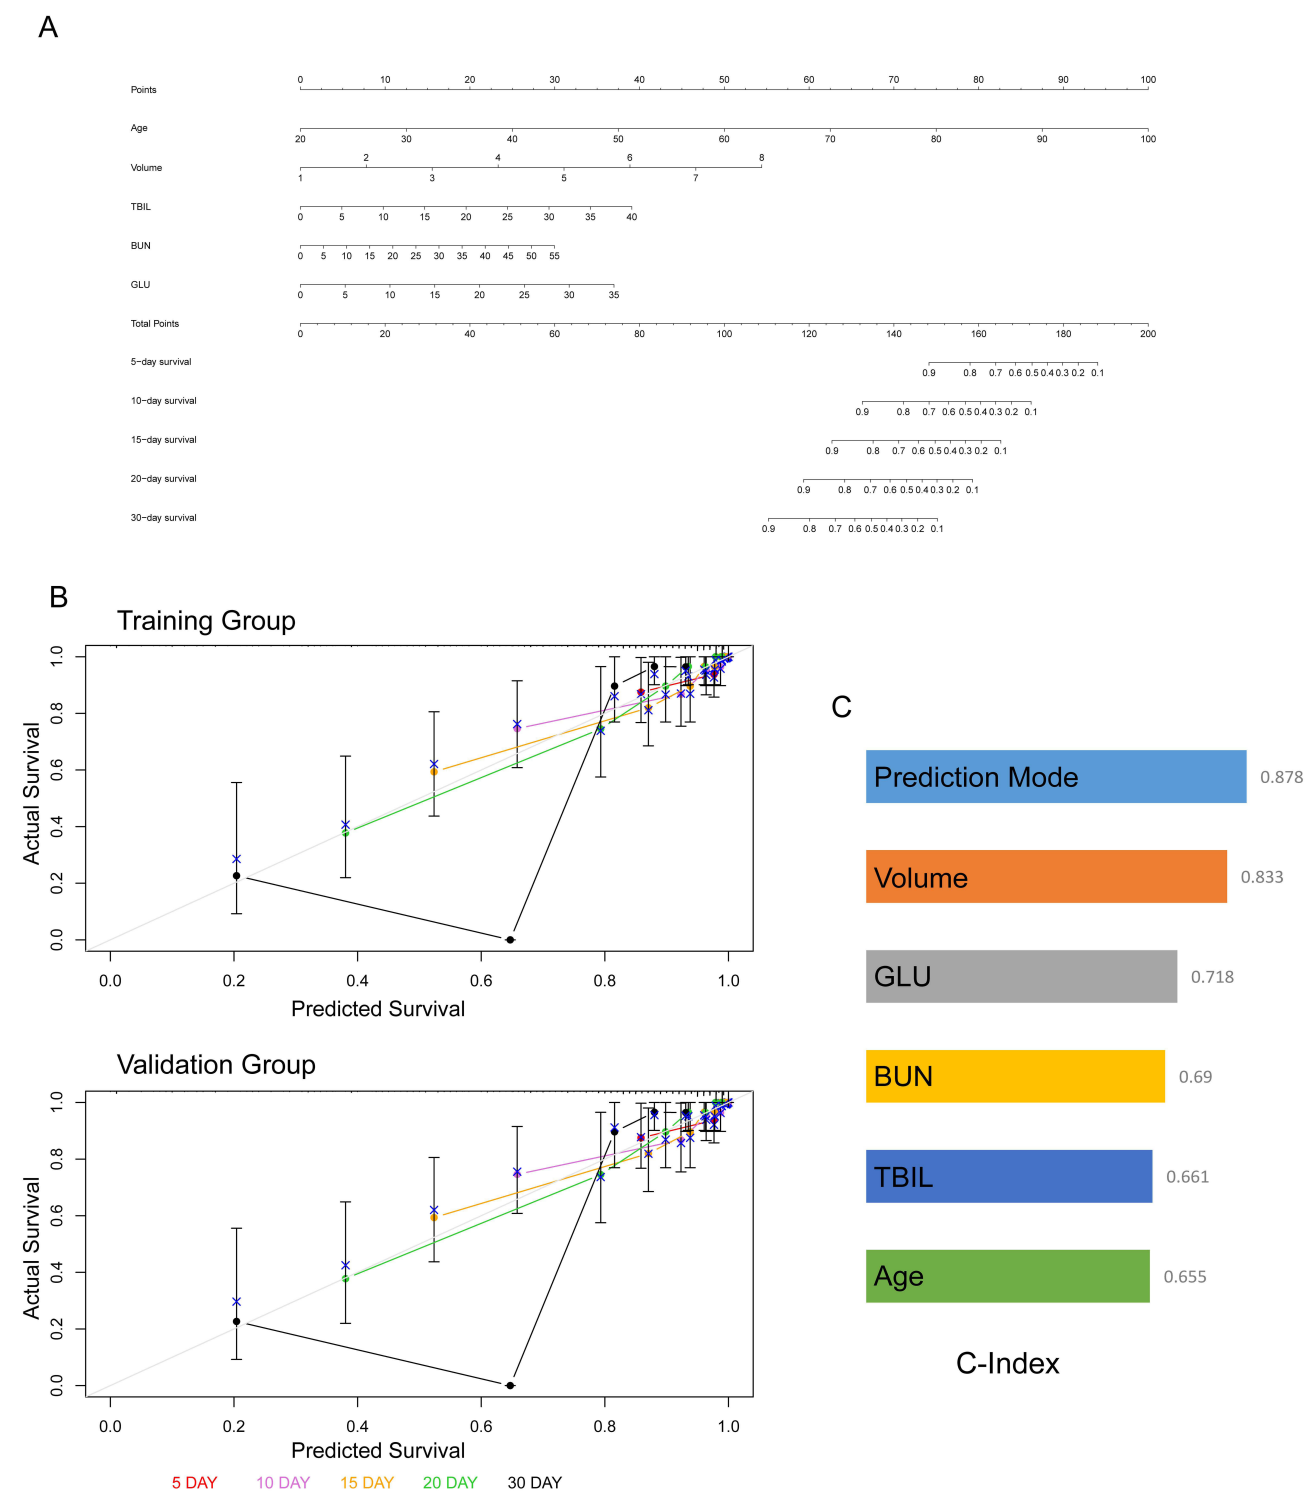 A
0 10 20 30 40 50 60 70 80 90 100
Points
Age
20 30 40 50 60 70 80 90 100
2 4 6 8
Volume
1 3 5 7
TBIL
0 5 10 15 20 25 30 35 40
BUN
0 5 10 15 20 25 30 35 40 45 50 55
GLU
0 5 10 15 20 25 30 35
Total Points
0 20 40 60 80 100 120 140 160 180 200
5−day survival
0.9 0.8 0.7 0.6 0.5 0.4 0.3 0.2 0.1
10−day survival
0.9 0.8 0.7 0.6 0.5 0.4 0.3 0.2 0.1
15−day survival
0.9 0.8 0.7 0.6 0.5 0.4 0.3 0.2 0.1
20−day survival
0.9 0.8 0.7 0.6 0.5 0.4 0.3 0.2 0.1
30−day survival
0.9 0.8 0.7 0.6 0.5 0.4 0.3 0.2 0.1
B
Training Group
Actual Survival
1.0
0.8
0.6
0.4
0.2
0.0
0.0 0.2 0.4 0.6 0.8 1.0
Predicted Survival
Validation Group
Actual Survival
1.0
0.8
0.6
0.4
0.2
0.0
0.0 0.2 0.4 0.6 0.8 1.0
Predicted Survival
5 DAY 10 DAY 15 DAY 20 DAY 30 DAY
C
Prediction Mode 0.878
Volume 0.833
GLU 0.718
BUN 0.69
TBIL 0.661
Age 0.655
C-Index